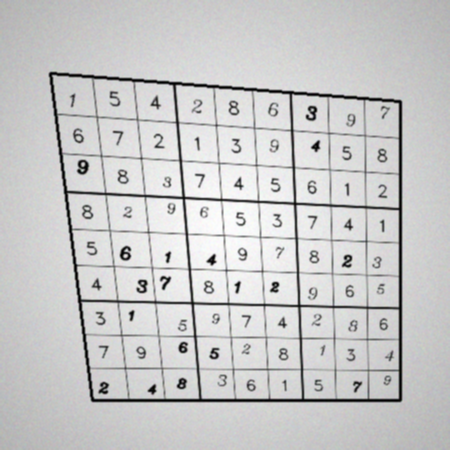 1 5 4 2 8 6 3 9 7
6 7 2 1 3 9 4 5 8
9 8 3 7 4 5 6 1 2
8 2 9 6 5 3 7 4 1
5 6 1 4 9 7 8 2 3
4 3 7 8 1 2 9 6 5
3 1 5 9 7 4 2 8 6
7 9 6 5 2 8 1 3 4
2 4 8 3 6 1 5 7 9